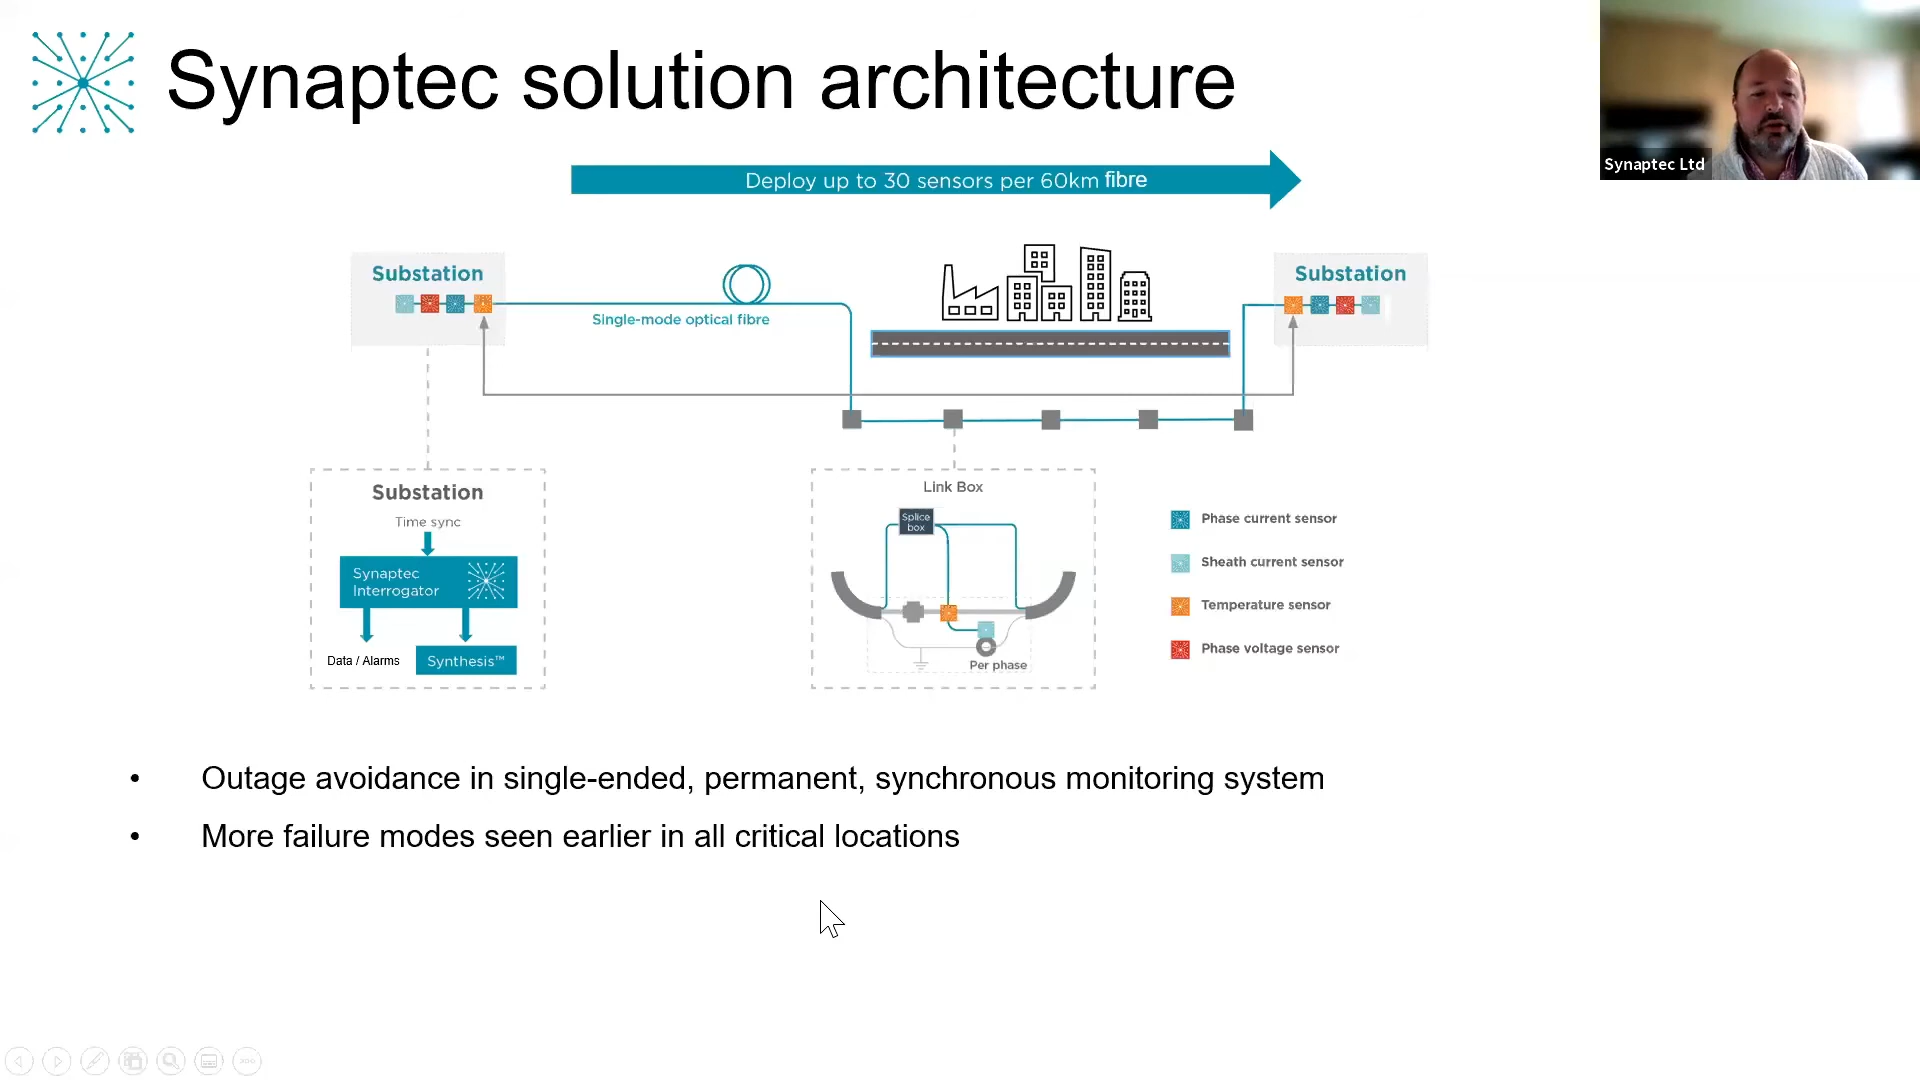 Synaptec solution architecture
Synaptec Ltd
Deploy up to 30 sensors per 60km fibre
Substation
Substation
Single-mode optical fibre
Substation
Time sync
Synaptec
Interrogator
Data / Alarms
Synthesis™
Link Box
Splice
box
Per phase
Phase current sensor
Sheath current sensor
Temperature sensor
Phase voltage sensor
• Outage avoidance in single-ended, permanent, synchronous monitoring system
• More failure modes seen earlier in all critical locations